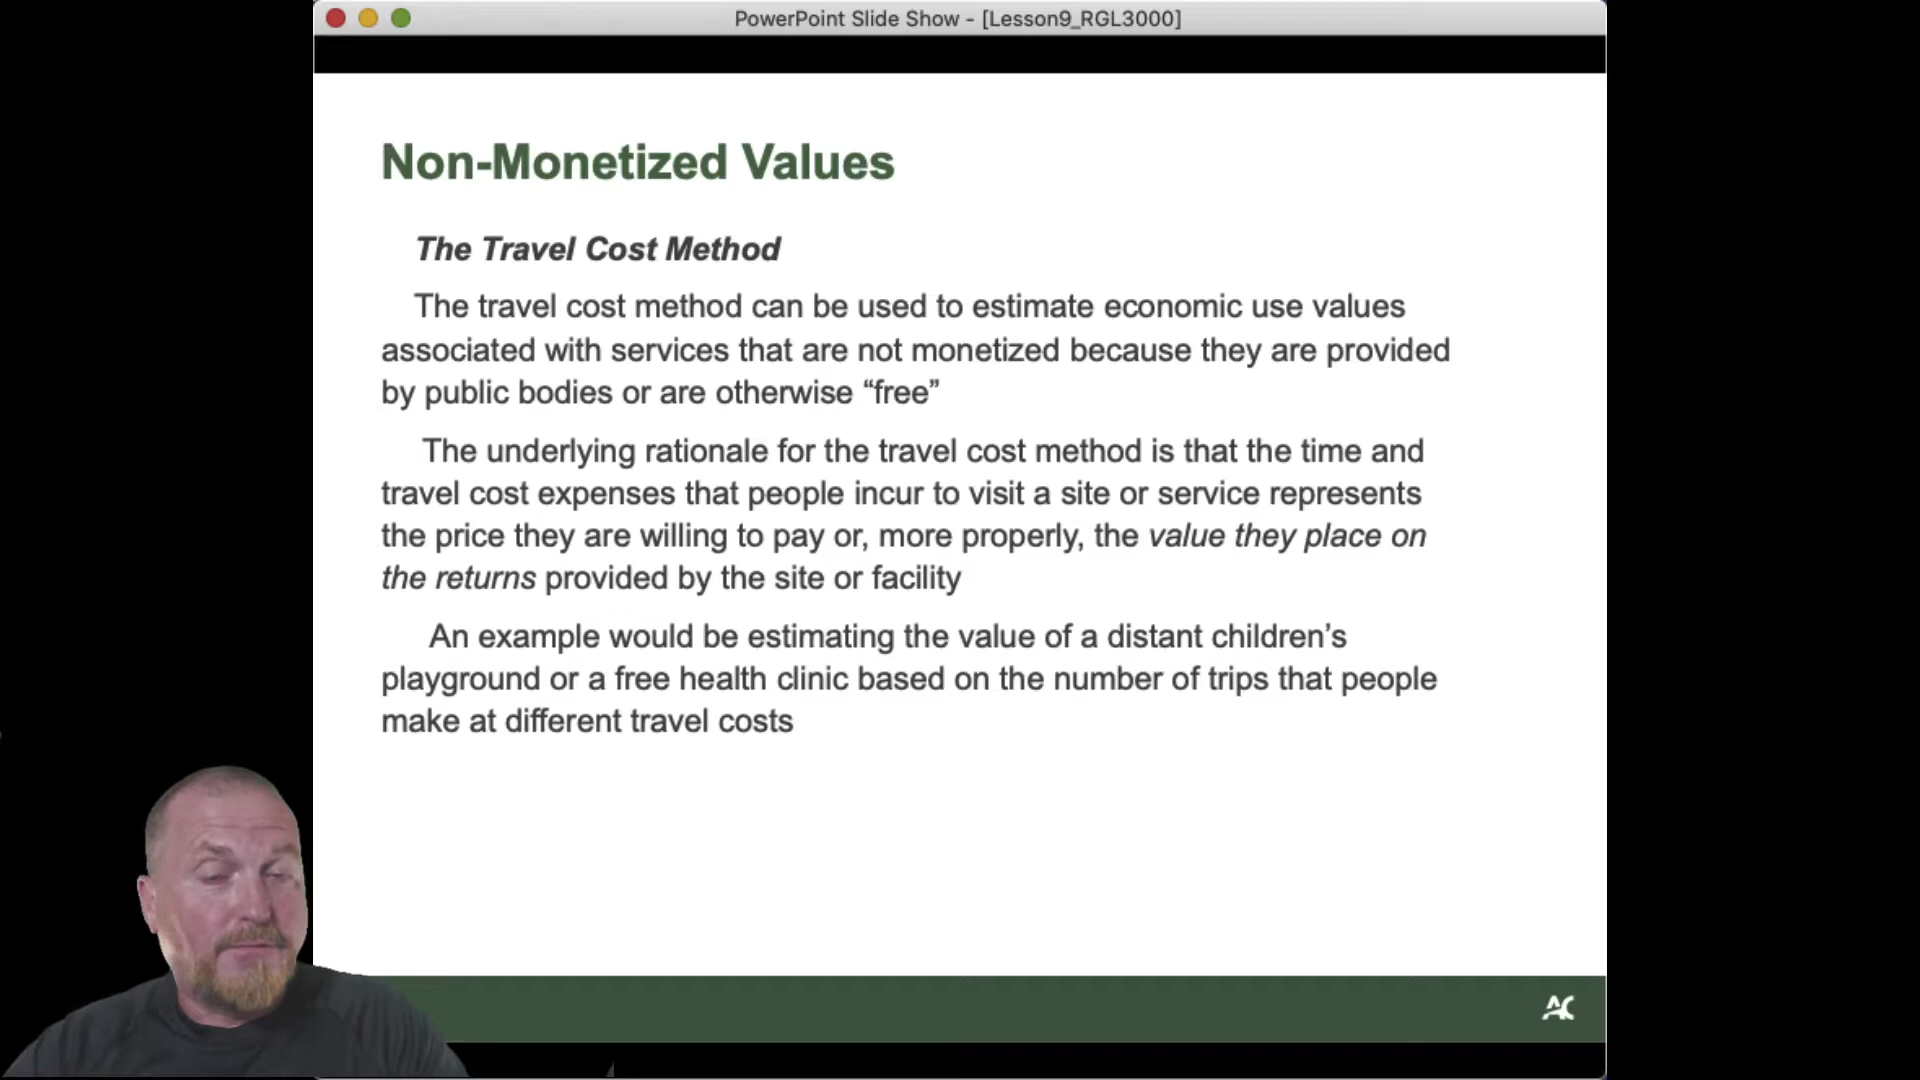 PowerPoint Slide Show - [Lesson9_RGL3000]
Non-Monetized Values
The Travel Cost Method
The travel cost method can be used to estimate economic use values
associated with services that are not monetized because they are provided
by public bodies or are otherwise “free”
The underlying rationale for the travel cost method is that the time and
travel cost expenses that people incur to visit a site or service represents
the price they are willing to pay or, more properly, the value they place on
the returns provided by the site or facility
An example would be estimating the value of a distant children’s
playground or a free health clinic based on the number of trips that people
make at different travel costs
AC